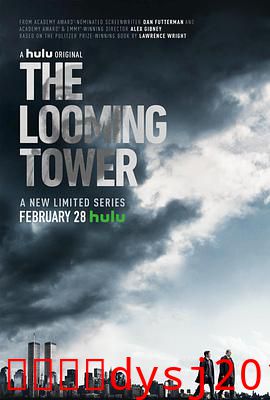 FROM ACADEMY AWARD®-NOMINATED SCREENWRITER DAN FUTTERMAN AND
ACADEMY AWARD® & EMMY®-WINNING DIRECTOR ALEX GIBNEY
BASED ON THE PULITZER PRIZE-WINNING BOOK BY LAWRENCE WRIGHT
A hulu ORIGINAL
THE
LOOMING
TOWER
A NEW LIMITED SERIES
FEBRUARY 28 hulu
dysj20